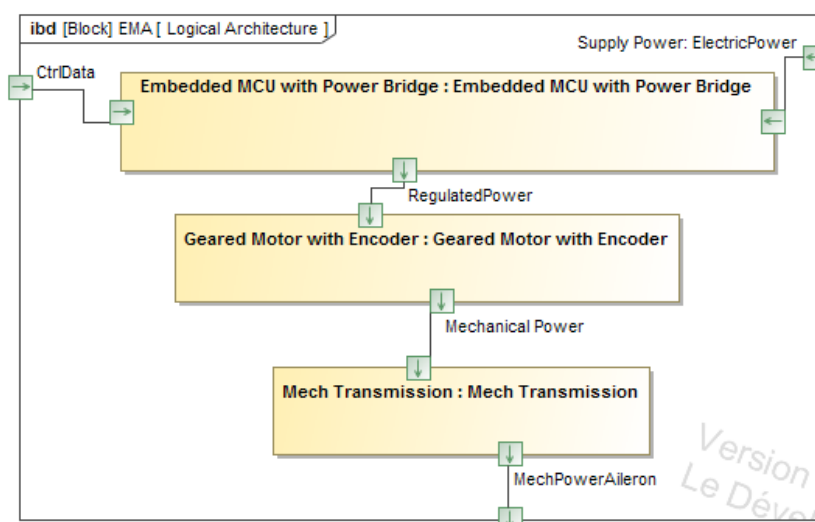 ibd [Block] EMA [ Logical Architecture ]
Supply Power: ElectricPower
CtrlData
Embedded MCU with Power Bridge : Embedded MCU with Power Bridge
RegulatedPower
Geared Motor with Encoder : Geared Motor with Encoder
Mechanical Power
Mech Transmission : Mech Transmission
MechPowerAileron
Version
Le